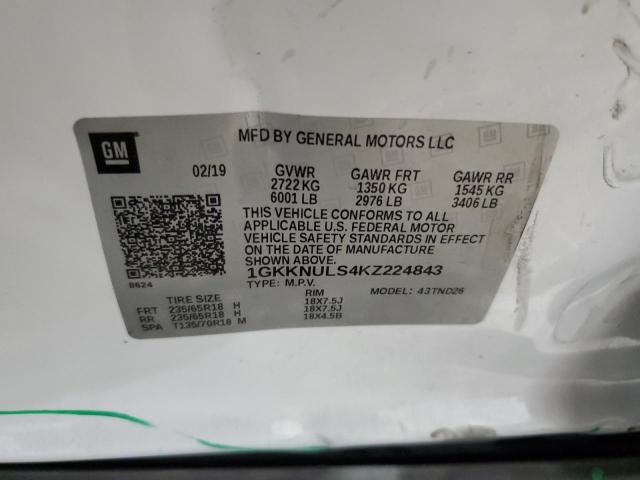 GM
MFD BY GENERAL MOTORS LLC
02/19 GVWR GAWR FRT GAWR RR
2722 KG 1350 KG 1545 KG
6001 LB 2976 LB 3406 LB
THIS VEHICLE CONFORMS TO ALL
APPLICABLE U.S. FEDERAL MOTOR
VEHICLE SAFETY STANDARDS IN EFFECT
ON THE DATE OF MANUFACTURE
SHOWN ABOVE.
1GKKNULS4KZ224843
8624
TYPE: M.P.V. MODEL: 43TND26
TIRE SIZE RIM
FRT 235/65R18 H 18X7.5J
RR 235/65R18 H 18X7.5J
SPA T135/70R18 M 18X4.5B